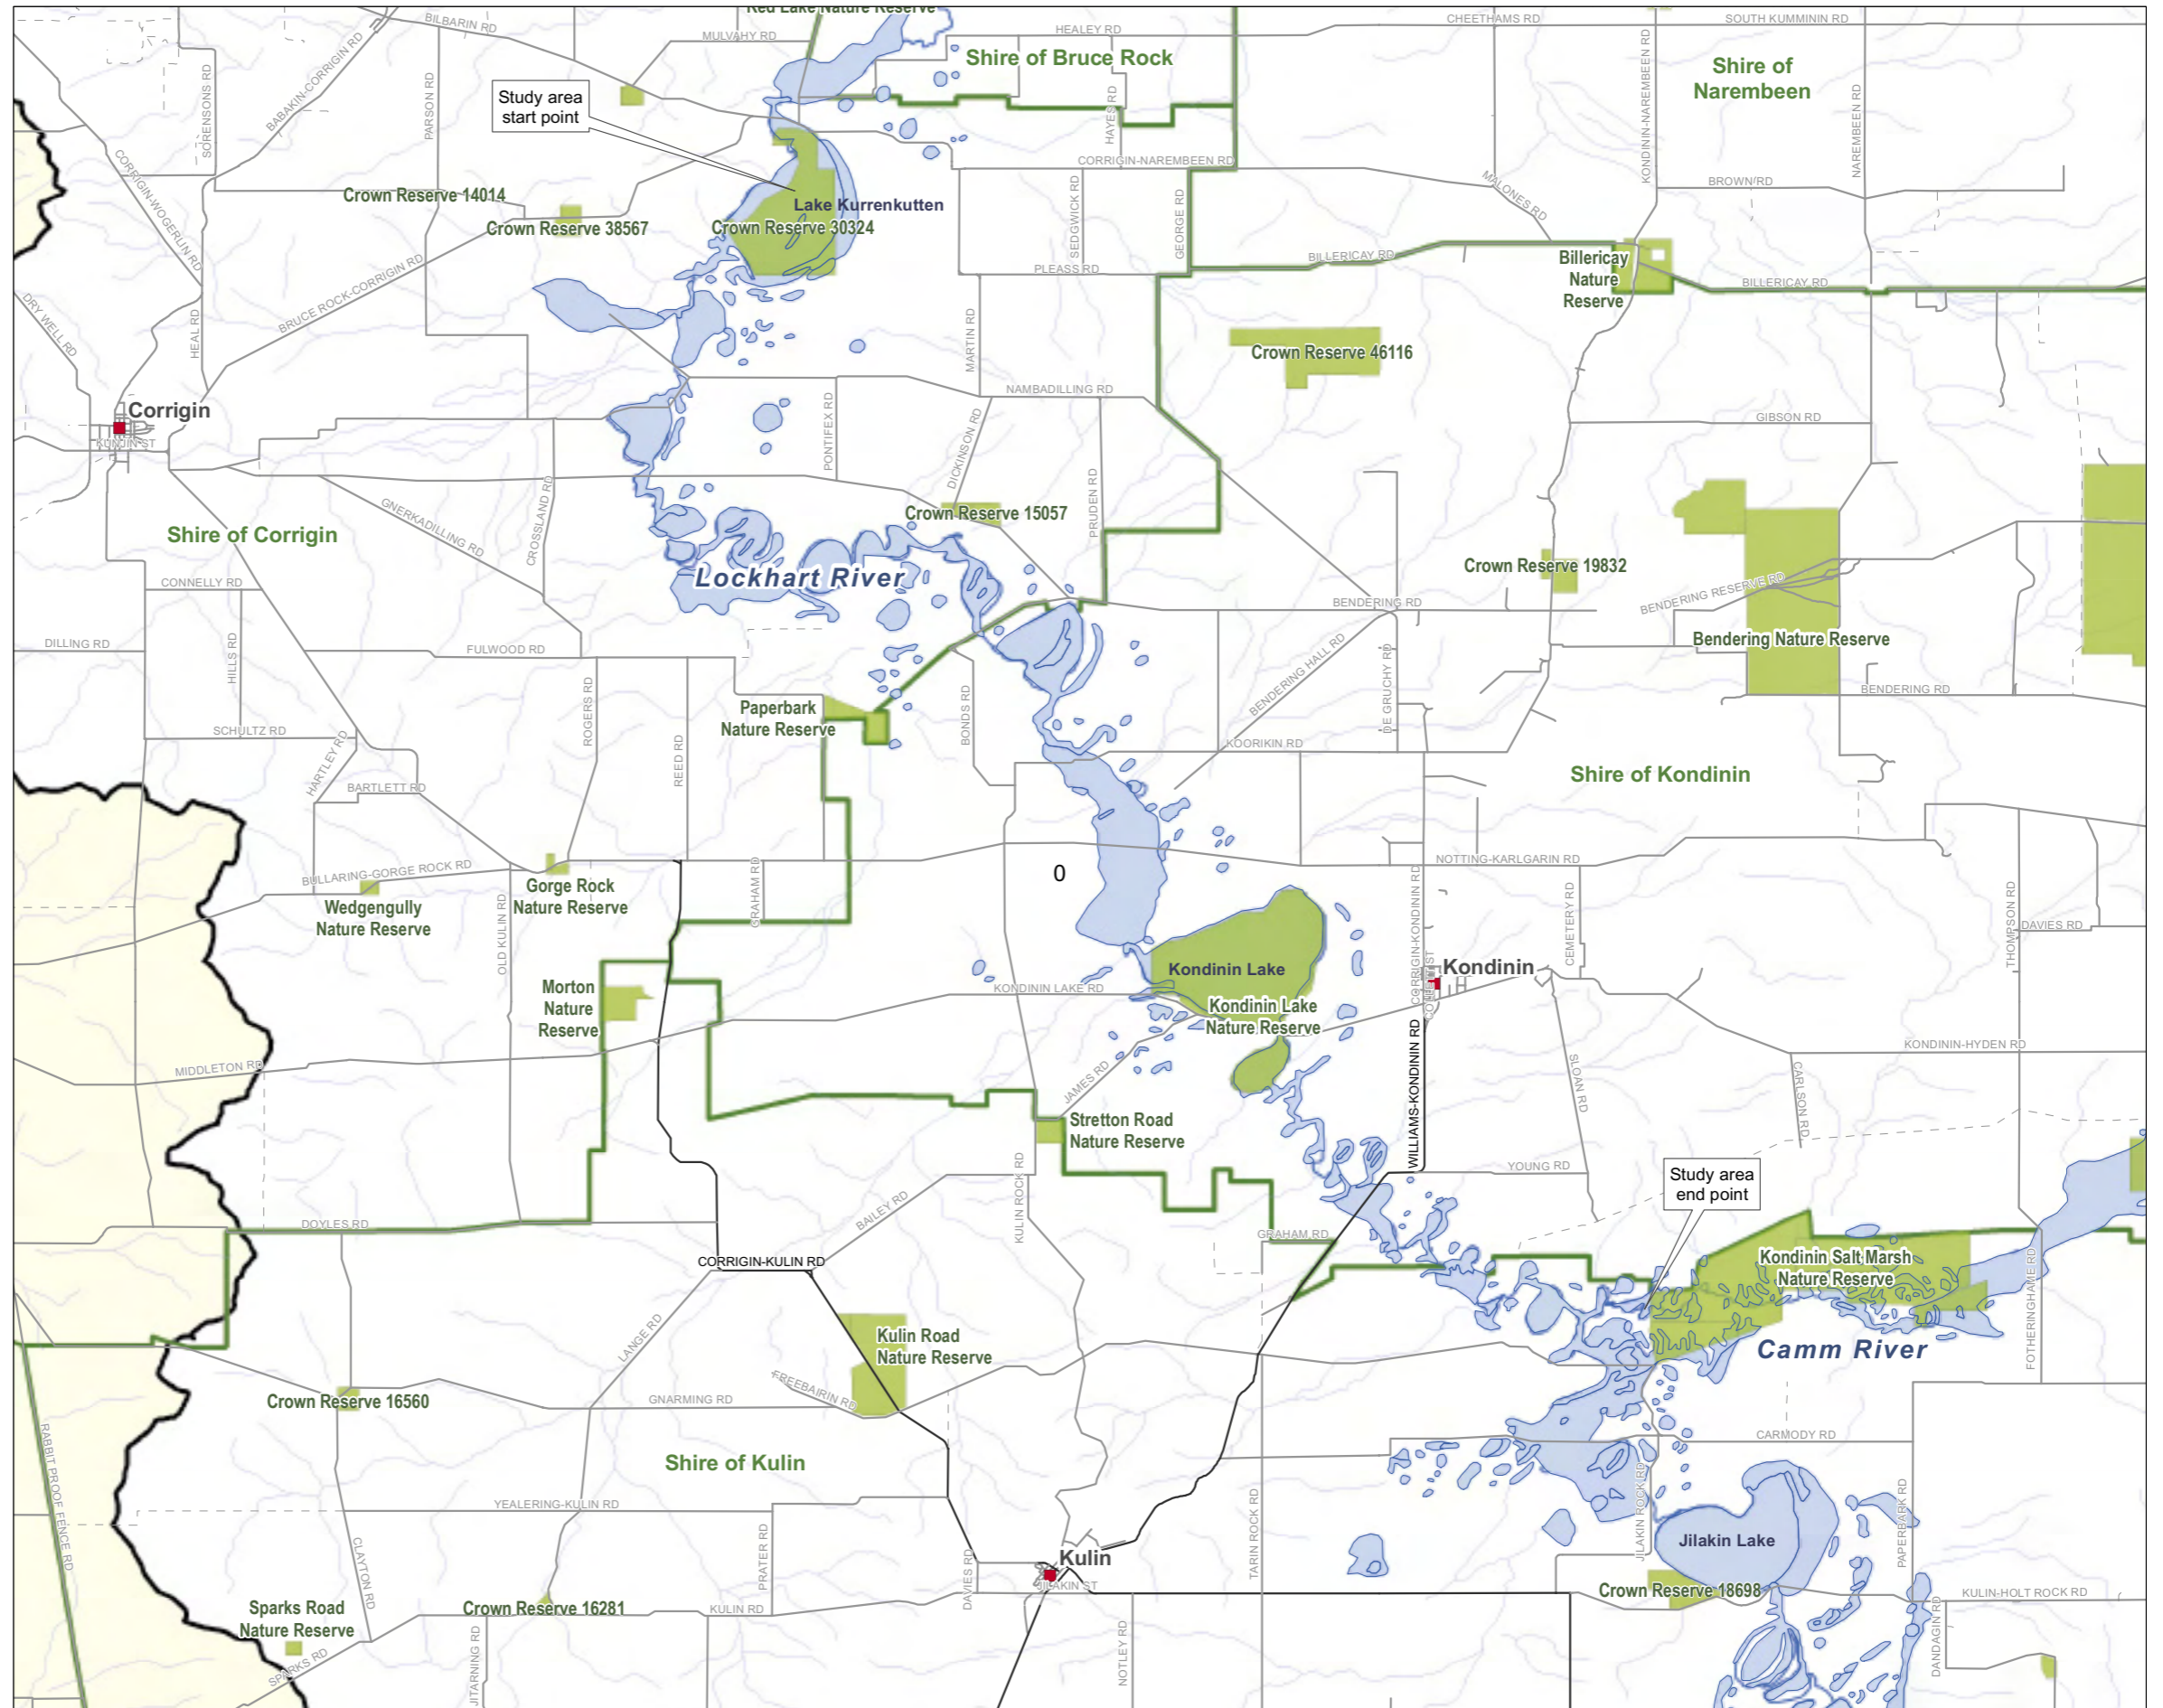 Red Lake Nature Reserve
BILBARIN RD
MULVAHY RD
HEALEY RD
CHEETHAMS RD
SOUTH KUMMININ RD
Shire of Bruce Rock
Shire of
Narembeen
SORENSONS RD
BABAKIN-CORRIGIN RD
PARSON RD
Study area
start point
HAYES RD
KONDININ-NAREMBEEN RD
NAREMBEEN RD
CORRIGIN-WOGERLIN RD
CORRIGIN-NAREMBEEN RD
MALONES RD
BROWN RD
Crown Reserve 14014
Crown Reserve 38567
Lake Kurrenkutten
Crown Reserve 30324
SEDGWICK RD
GEORGE RD
PLEASS RD
BILLERICAY RD
Billericay
Nature
Reserve
BILLERICAY RD
DRY WELL RD
HEAL RD
BRUCE ROCK-CORRIGIN RD
MARTIN RD
Crown Reserve 46116
NAMBADILLING RD
Corrigin
KUNJIN ST
PONTIFEX RD
DICKINSON RD
GIBSON RD
PRUDEN RD
Crown Reserve 15057
Shire of Corrigin
GNERKADILLING RD
CROSSLAND RD
Lockhart River
Crown Reserve 19832
BENDERING RESERVE RD
CONNELLY RD
BENDERING RD
Bendering Nature Reserve
DILLING RD
HILLS RD
FULWOOD RD
BENDERING HALL RD
DE GRUCHY RD
BENDERING RD
ROGERS RD
Paperbark
Nature Reserve
BONDS RD
SCHULTZ RD
REED RD
KOORIKIN RD
HARTLEY RD
BARTLETT RD
Shire of Kondinin
BULLARING-GORGE ROCK RD
Gorge Rock
Nature Reserve
Wedgengully
Nature Reserve
GRAHAM RD
0
NOTTING-KARLGARIN RD
OLD KULIN RD
CORRIGIN-KONDININ RD
CEMETERY RD
THOMPSON RD
DAVIES RD
Kondinin Lake
Kondinin
Morton
Nature
Reserve
KONDININ LAKE RD
Kondinin Lake
Nature Reserve
KONDININ-HYDEN RD
MIDDLETON RD
JAMES RD
WILLIAMS-KONDININ RD
SLOAN RD
CARLSON RD
Stretton Road
Nature Reserve
YOUNG RD
Study area
end point
KULIN ROCK RD
BAILEY RD
DOYLES RD
GRAHAM RD
CORRIGIN-KULIN RD
Kondinin Salt Marsh
Nature Reserve
FOTHERINGHAME RD
LANGE RD
Kulin Road
Nature Reserve
Camm River
FREEBAIRIN RD
Crown Reserve 16560
GNARMING RD
RABBIT PROOF FENCE RD
Shire of Kulin
CARMODY RD
YEALERING-KULIN RD
JILAKIN ROCK RD
PAPERBARK RD
CLAYTON RD
PRATER RD
TARIN ROCK RD
Jilakin Lake
Kulin
JILAKIN ST
DAVIES RD
Crown Reserve 18698
KULIN-HOLT ROCK RD
Sparks Road
Nature Reserve
Crown Reserve 16281
KULIN RD
SPARKS RD
JITARNING RD
NOTLEY RD
DANDAGIN RD